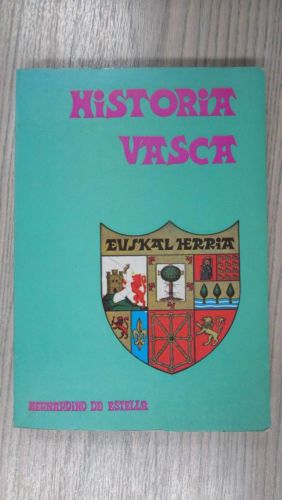 HISTORIA
VASCA
EUSKAL HERRIA
BERNARDINO DE ESTELLA